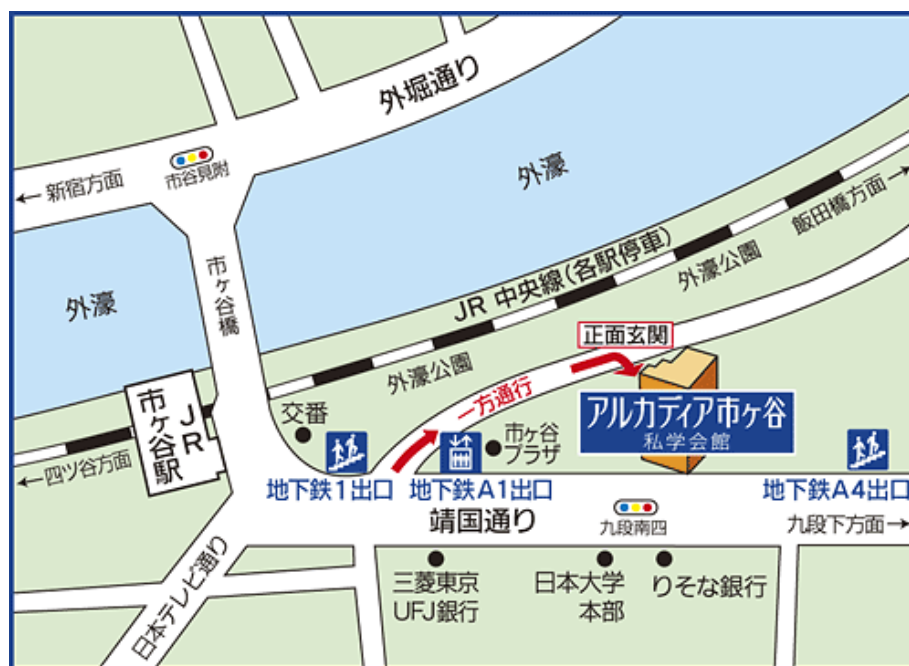 外堀通り
← 新宿方面
市谷見附
外濠
飯田橋方面 →
市ヶ谷橋
外濠
JR 中央線(各駅停車)
外濠公園
正面玄関
外濠公園
一方通行
アルカディア市ヶ谷
私学会館
JR
市ヶ谷駅
交番
市ヶ谷
プラザ
← 四ツ谷方面
地下鉄1出口
地下鉄A1出口
地下鉄A4出口
靖国通り
九段南四
九段下方面→
日本テレビ通り
三菱東京
UFJ銀行
日本大学
本部
りそな銀行